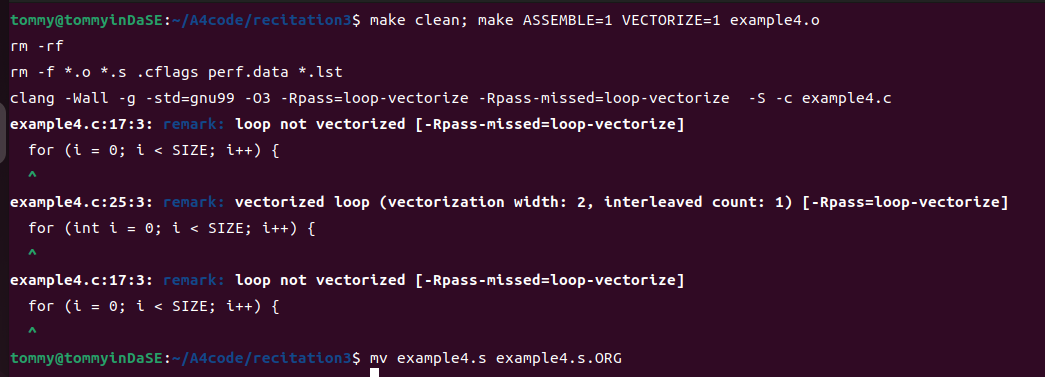 tommy@tommyinDaSE:~/A4code/recitation3$ make clean; make ASSEMBLE=1 VECTORIZE=1 example4.o
rm -rf
rm -f *.o *.s .cflags perf.data *.lst
clang -Wall -g -std=gnu99 -O3 -Rpass=loop-vectorize -Rpass-missed=loop-vectorize  -S -c example4.c
example4.c:17:3: remark: loop not vectorized [-Rpass-missed=loop-vectorize]
  for (i = 0; i < SIZE; i++) {
  ^
example4.c:25:3: remark: vectorized loop (vectorization width: 2, interleaved count: 1) [-Rpass=loop-vectorize]
  for (int i = 0; i < SIZE; i++) {
  ^
example4.c:17:3: remark: loop not vectorized [-Rpass-missed=loop-vectorize]
  for (i = 0; i < SIZE; i++) {
  ^
tommy@tommyinDaSE:~/A4code/recitation3$ mv example4.s example4.s.ORG